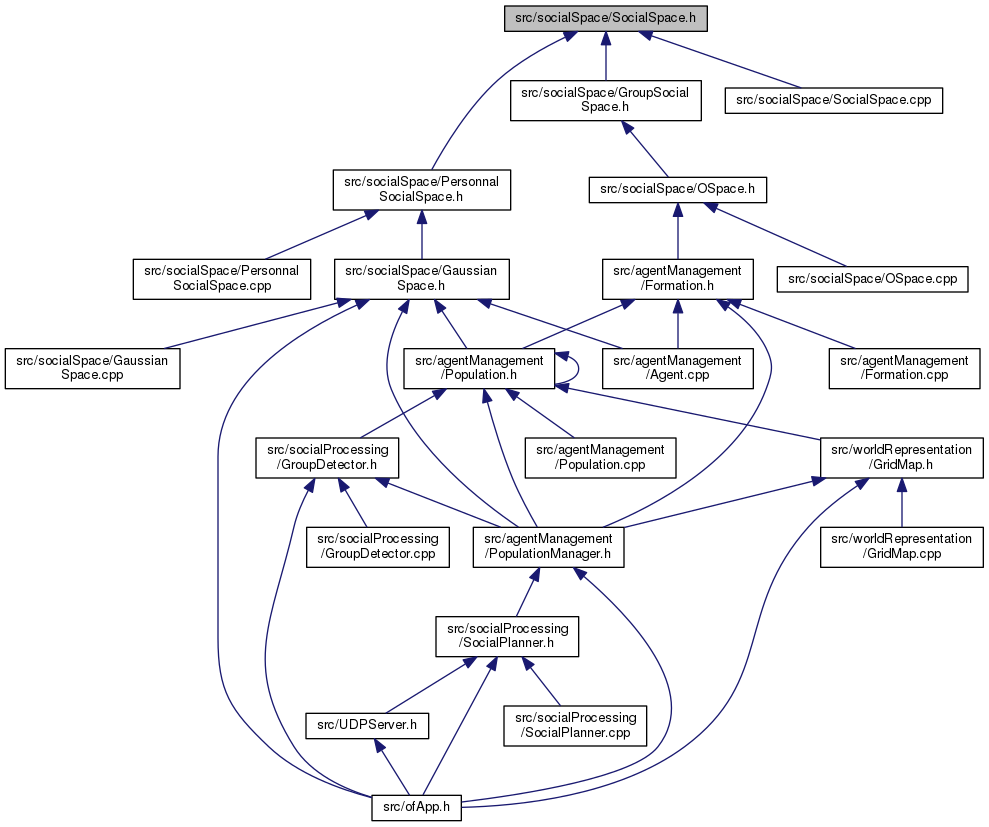 src/socialSpace/SocialSpace.h
src/socialSpace/GroupSocial
Space.h
src/socialSpace/SocialSpace.cpp
src/socialSpace/Personnal
SocialSpace.h
src/socialSpace/OSpace.h
src/socialSpace/Personnal
SocialSpace.cpp
src/socialSpace/Gaussian
Space.h
src/agentManagement
/Formation.h
src/socialSpace/OSpace.cpp
src/socialSpace/Gaussian
Space.cpp
src/agentManagement
/Population.h
src/agentManagement
/Agent.cpp
src/agentManagement
/Formation.cpp
src/socialProcessing
/GroupDetector.h
src/agentManagement
/Population.cpp
src/worldRepresentation
/GridMap.h
src/socialProcessing
/GroupDetector.cpp
src/agentManagement
/PopulationManager.h
src/worldRepresentation
/GridMap.cpp
src/socialProcessing
/SocialPlanner.h
src/UDPServer.h
src/socialProcessing
/SocialPlanner.cpp
src/ofApp.h